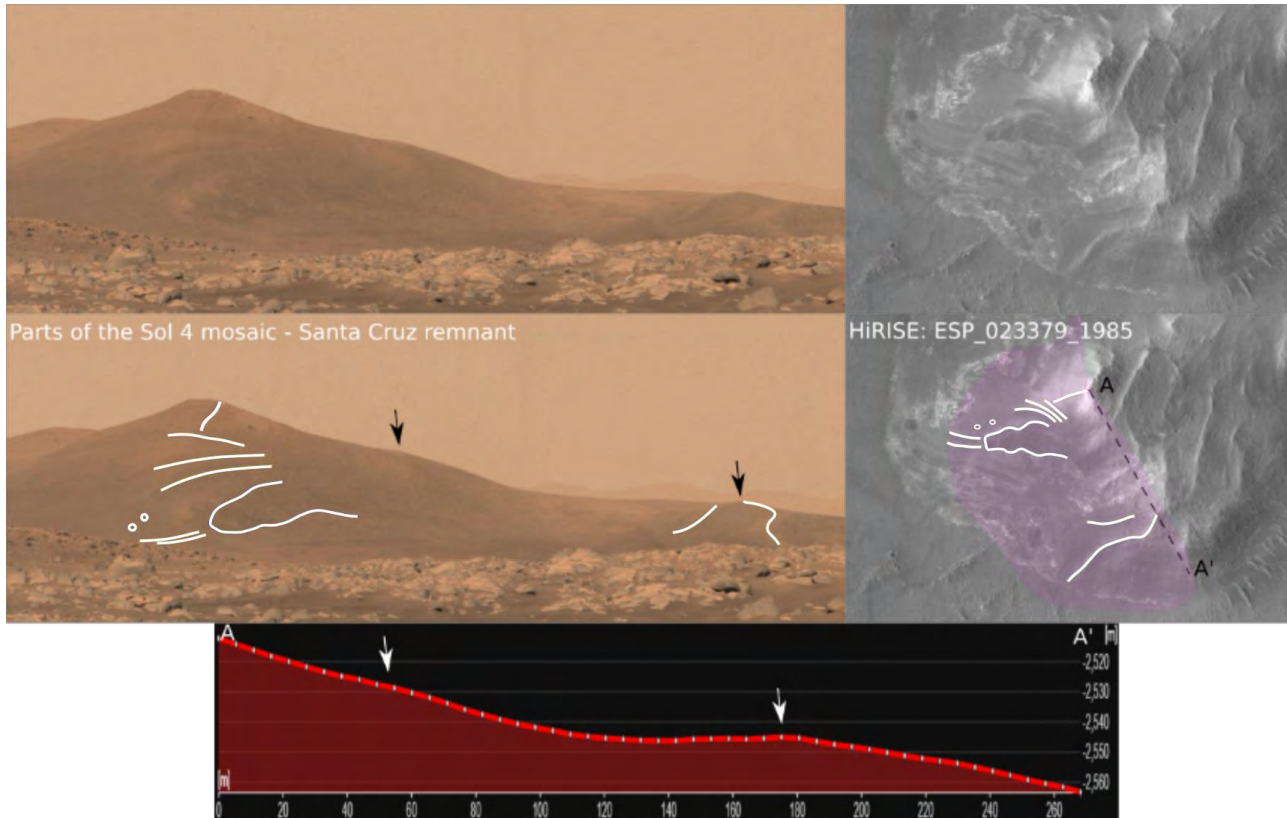 Parts of the Sol 4 mosaic - Santa Cruz remnant
HiRISE: ESP_023379_1985
A
A'
A
A' [m]
-2,520
-2,530
-2,540
-2,550
-2,560
[m]
0 20 40 60 80 100 120 140 160 180 200 220 240 260